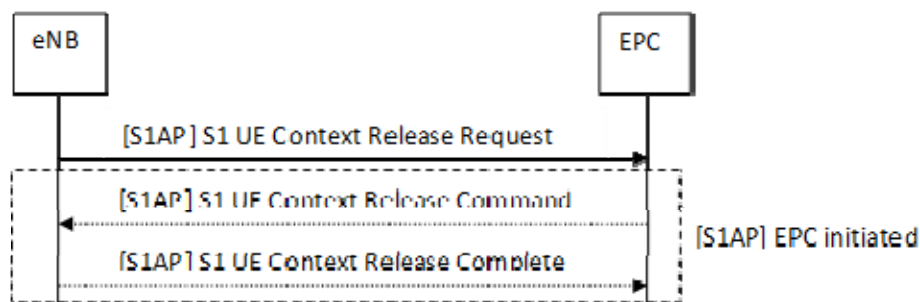 eNB
EPC
[S1AP] S1 UE Context Release Request
[S1AP] S1 UE Context Release Command
[S1AP] EPC initiated
[S1AP] S1 UE Context Release Complete